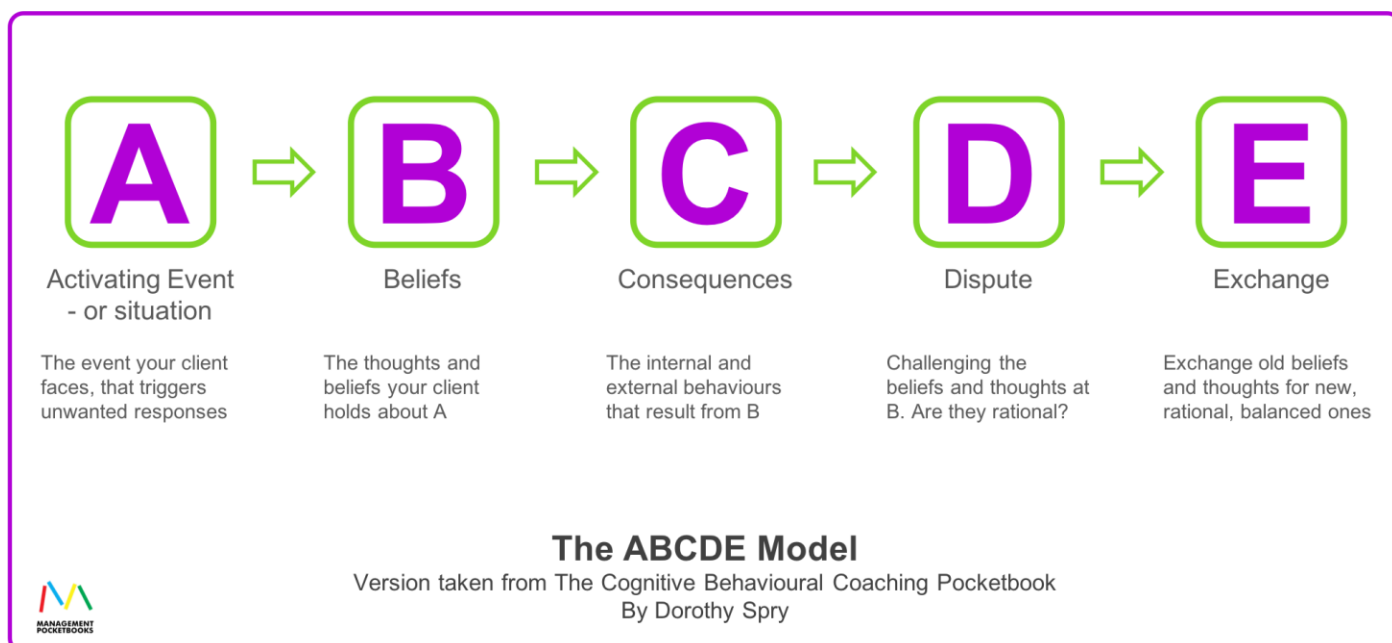 A
B
C
D
E
Activating Event
- or situation
Beliefs
Consequences
Dispute
Exchange
The event your client
faces, that triggers
unwanted responses
The thoughts and
beliefs your client
holds about A
The internal and
external behaviours
that result from B
Challenging the
beliefs and thoughts at
B. Are they rational?
Exchange old beliefs
and thoughts for new,
rational, balanced ones
The ABCDE Model
Version taken from The Cognitive Behavioural Coaching Pocketbook
By Dorothy Spry
MANAGEMENT
POCKETBOOKS